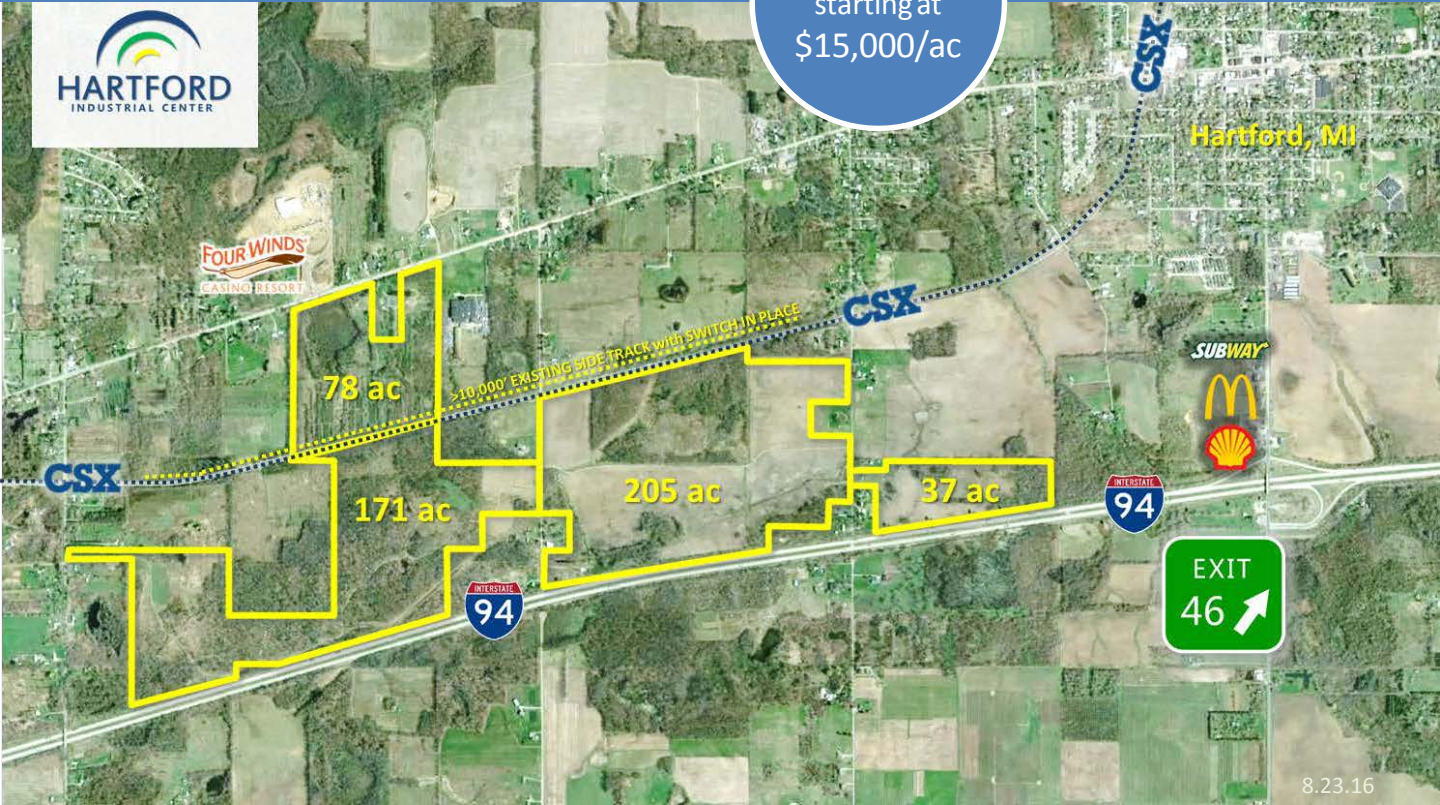 starting at
$15,000/ac
HARTFORD
INDUSTRIAL CENTER
CSX
Hartford, MI
FOUR WINDS
CASINO RESORT
CSX
>10,000' EXISTING SIDE TRACK with SWITCH IN PLACE
SUBWAY
78 ac
CSX
171 ac
205 ac
37 ac
INTERSTATE
94
INTERSTATE
94
EXIT
46
8.23.16